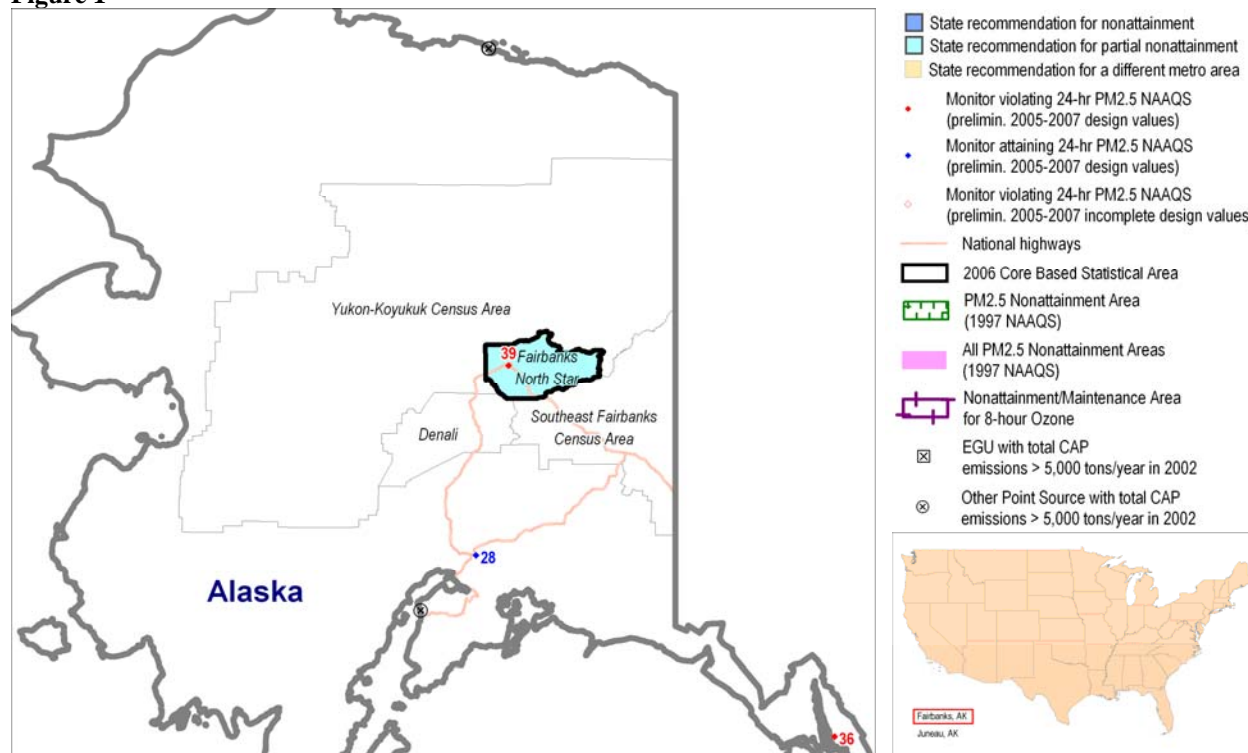 Figure 1
State recommendation for nonattainment
State recommendation for partial nonattainment
State recommendation for a different metro area
Monitor violating 24-hr PM2.5 NAAQS
(prelimin. 2005-2007 design values)
Monitor attaining 24-hr PM2.5 NAAQS
(prelimin. 2005-2007 design values)
Monitor violating 24-hr PM2.5 NAAQS
(prelimin. 2005-2007 incomplete design values
National highways
2006 Core Based Statistical Area
PM2.5 Nonattainment Area
(1997 NAAQS)
All PM2.5 Nonattainment Areas
(1997 NAAQS)
Nonattainment/Maintenance Area
for 8-hour Ozone
EGU with total CAP
emissions > 5,000 tons/year in 2002
Other Point Source with total CAP
emissions > 5,000 tons/year in 2002
Yukon-Koyukuk Census Area
39
Fairbanks
North Star
Southeast Fairbanks
Census Area
Denali
28
Alaska
36
Fairbanks, AK
Juneau, AK